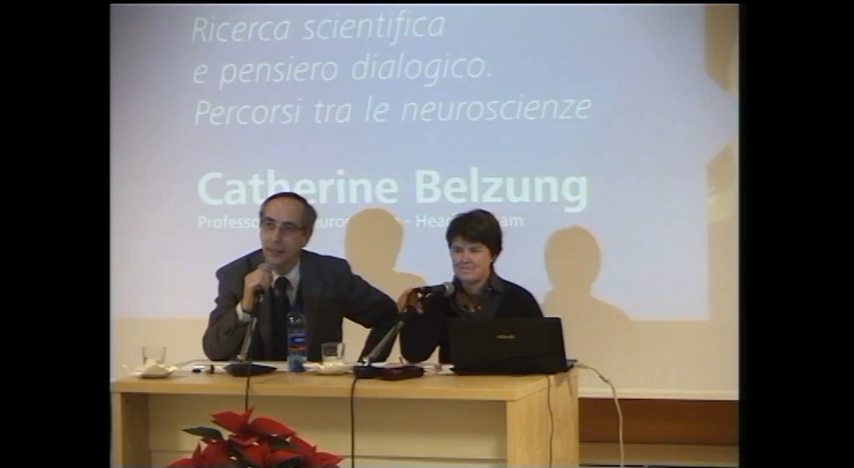 Ricerca scientifica
e pensiero dialogico.
Percorsi tra le neuroscienze
Catherine Belzung